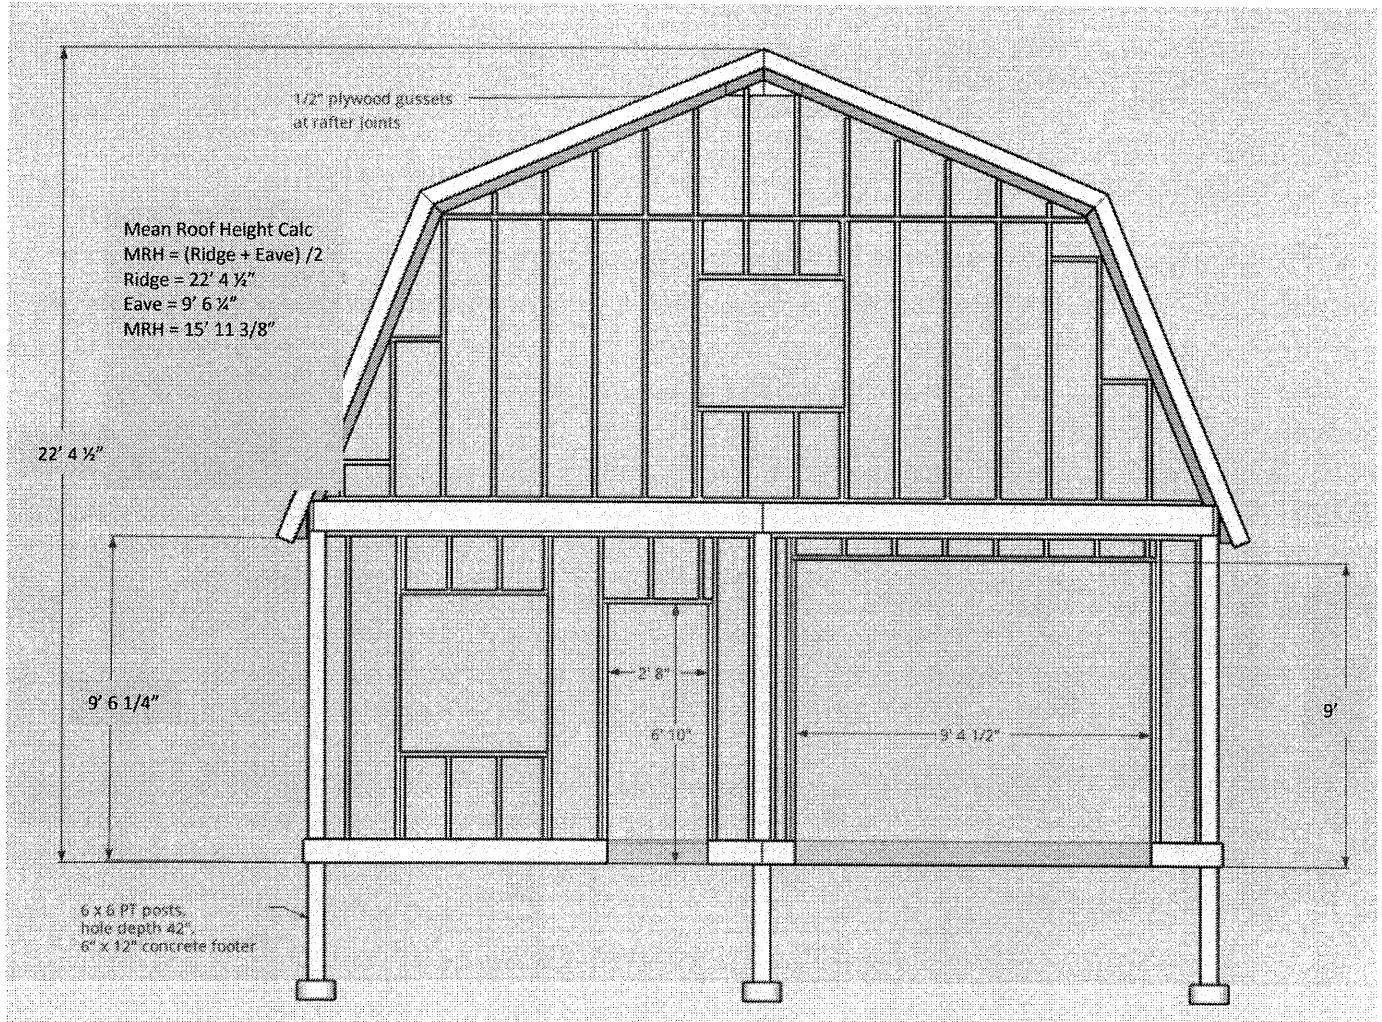 1/2" plywood gussets
at rafter joints
Mean Roof Height Calc
MRH = (Ridge + Eave) /2
Ridge = 22' 4 ½"
Eave = 9' 6 ¼"
MRH = 15' 11 3/8"
22' 4 ½"
2' 8"
9' 6 1/4"
9'
6' 10"
9' 4 1/2"
6 x 6 PT posts,
hole depth 42",
6" x 12" concrete footer